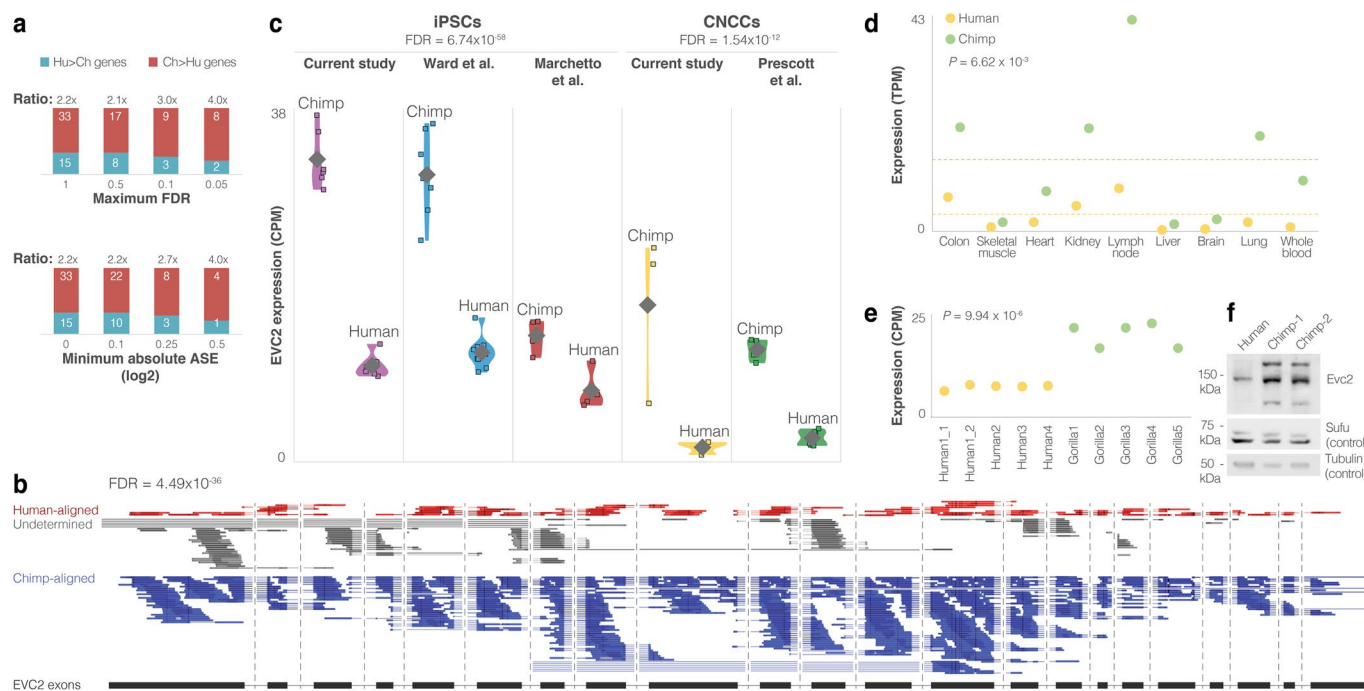 a
Hu>Ch genes
Ch>Hu genes
Ratio: 2.2x 2.1x 3.0x 4.0x
33 17 9 8
15 8 3 2
1 0.5 0.1 0.05
Maximum FDR
Ratio: 2.2x 2.2x 2.7x 4.0x
33 22 8 4
15 10 3 1
0 0.1 0.25 0.5
Minimum absolute ASE
(log2)
c
iPSCs
FDR = 6.74x10-58
CNCCs
FDR = 1.54x10-12
Current study
Ward et al.
Marchetto
et al.
Current study
Prescott
et al.
EVC2 expression (CPM)
38
0
Chimp
Human
Chimp
Human
Chimp
Human
Chimp
Human
Chimp
Human
d
Human
Chimp
P = 6.62 x 10-3
Expression (TPM)
43
0
Colon
Skeletal
muscle
Heart
Kidney
Lymph
node
Liver
Brain
Lung
Whole
blood
e
P = 9.94 x 10-6
Expression (CPM)
25
0
Human1_1
Human1_2
Human2
Human3
Human4
Gorilla1
Gorilla2
Gorilla3
Gorilla4
Gorilla5
f
Human
Chimp-1
Chimp-2
150 -
kDa
Evc2
75 -
kDa
Sufu
(control
50 -
kDa
Tubulin
(control
b
FDR = 4.49x10-36
Human-aligned
Undetermined
Chimp-aligned
EVC2 exons